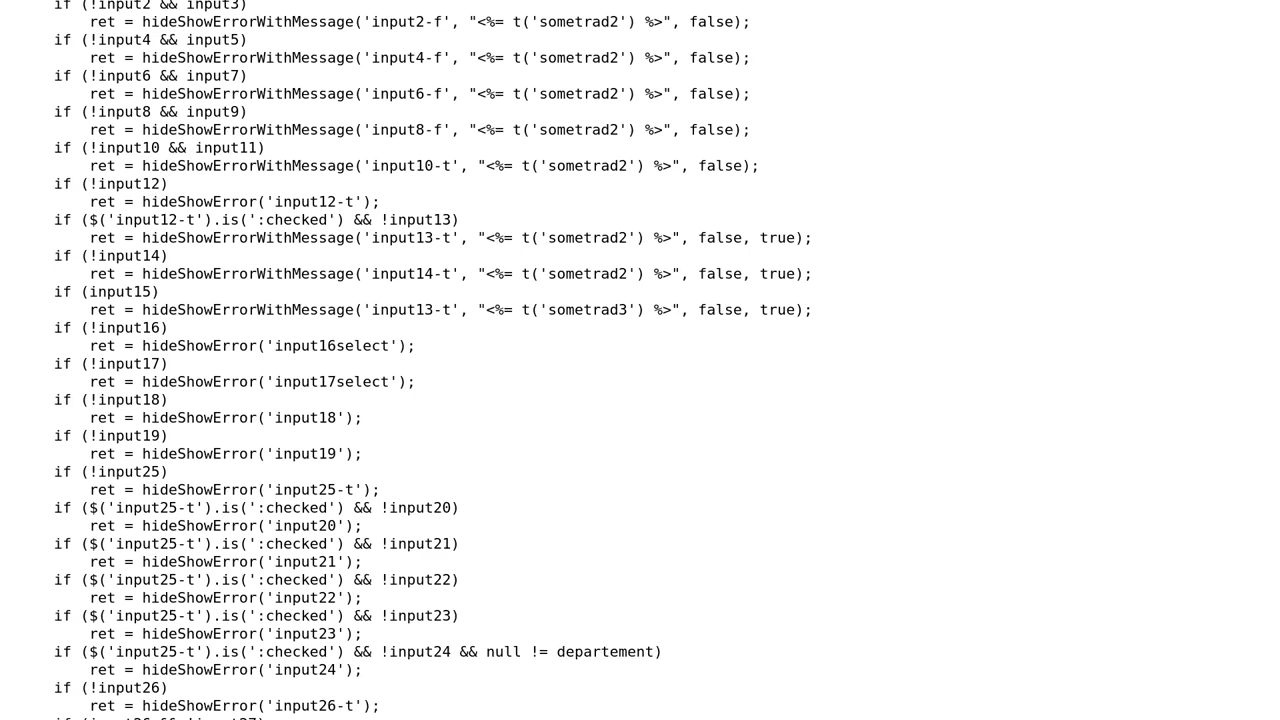 if (!input2 && input3)
ret = hideShowErrorWithMessage('input2-f', "<%= t('sometrad2') %>", false);
if (!input4 && input5)
ret = hideShowErrorWithMessage('input4-f', "<%= t('sometrad2') %>", false);
if (!input6 && input7)
ret = hideShowErrorWithMessage('input6-f', "<%= t('sometrad2') %>", false);
if (!input8 && input9)
ret = hideShowErrorWithMessage('input8-f', "<%= t('sometrad2') %>", false);
if (!input10 && input11)
ret = hideShowErrorWithMessage('input10-t', "<%= t('sometrad2') %>", false);
if (!input12)
ret = hideShowError('input12-t');
if ($('input12-t').is(':checked') && !input13)
ret = hideShowErrorWithMessage('input13-t', "<%= t('sometrad2') %>", false, true);
if (!input14)
ret = hideShowErrorWithMessage('input14-t', "<%= t('sometrad2') %>", false, true);
if (input15)
ret = hideShowErrorWithMessage('input13-t', "<%= t('sometrad3') %>", false, true);
if (!input16)
ret = hideShowError('input16select');
if (!input17)
ret = hideShowError('input17select');
if (!input18)
ret = hideShowError('input18');
if (!input19)
ret = hideShowError('input19');
if (!input25)
ret = hideShowError('input25-t');
if ($('input25-t').is(':checked') && !input20)
ret = hideShowError('input20');
if ($('input25-t').is(':checked') && !input21)
ret = hideShowError('input21');
if ($('input25-t').is(':checked') && !input22)
ret = hideShowError('input22');
if ($('input25-t').is(':checked') && !input23)
ret = hideShowError('input23');
if ($('input25-t').is(':checked') && !input24 && null != departement)
ret = hideShowError('input24');
if (!input26)
ret = hideShowError('input26-t');